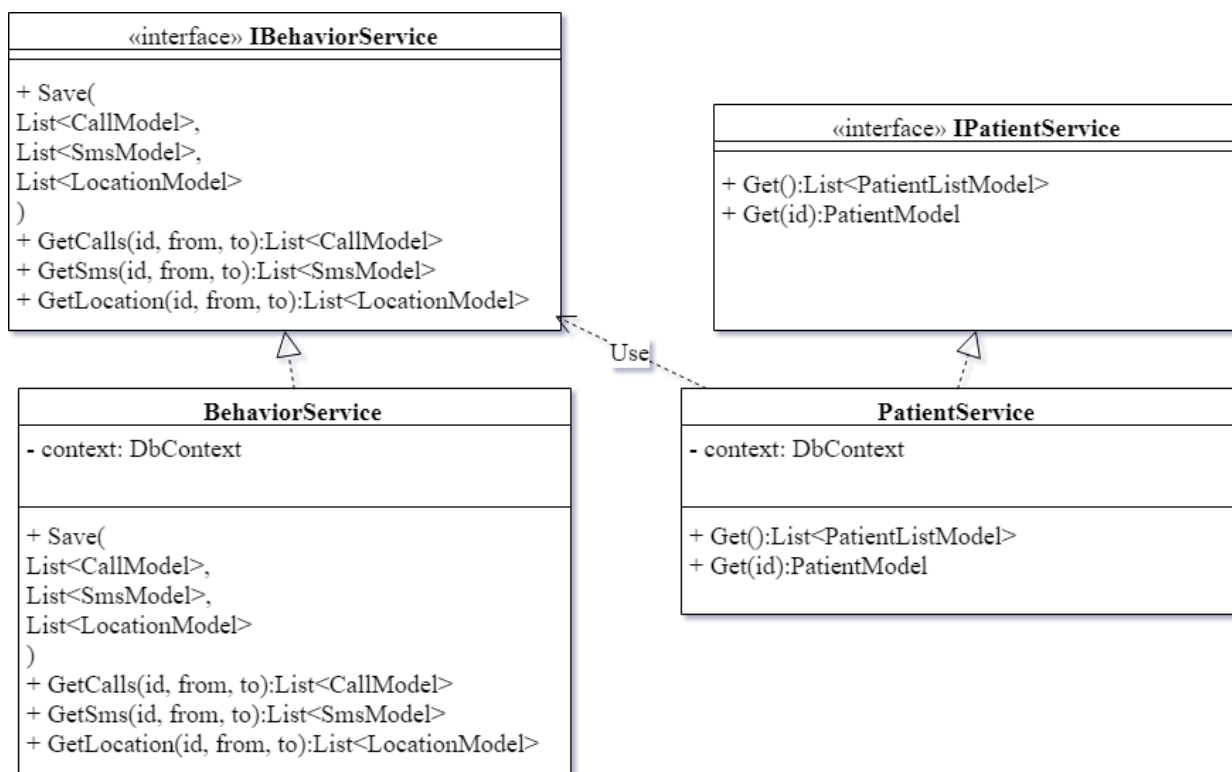 «interface» IBehaviorService
+ Save(
List<CallModel>,
List<SmsModel>,
List<LocationModel>
)
+ GetCalls(id, from, to):List<CallModel>
+ GetSms(id, from, to):List<SmsModel>
+ GetLocation(id, from, to):List<LocationModel>
«interface» IPatientService
+ Get():List<PatientListModel>
+ Get(id):PatientModel
Use
BehaviorService
- context: DbContext
+ Save(
List<CallModel>,
List<SmsModel>,
List<LocationModel>
)
+ GetCalls(id, from, to):List<CallModel>
+ GetSms(id, from, to):List<SmsModel>
+ GetLocation(id, from, to):List<LocationModel>
PatientService
- context: DbContext
+ Get():List<PatientListModel>
+ Get(id):PatientModel